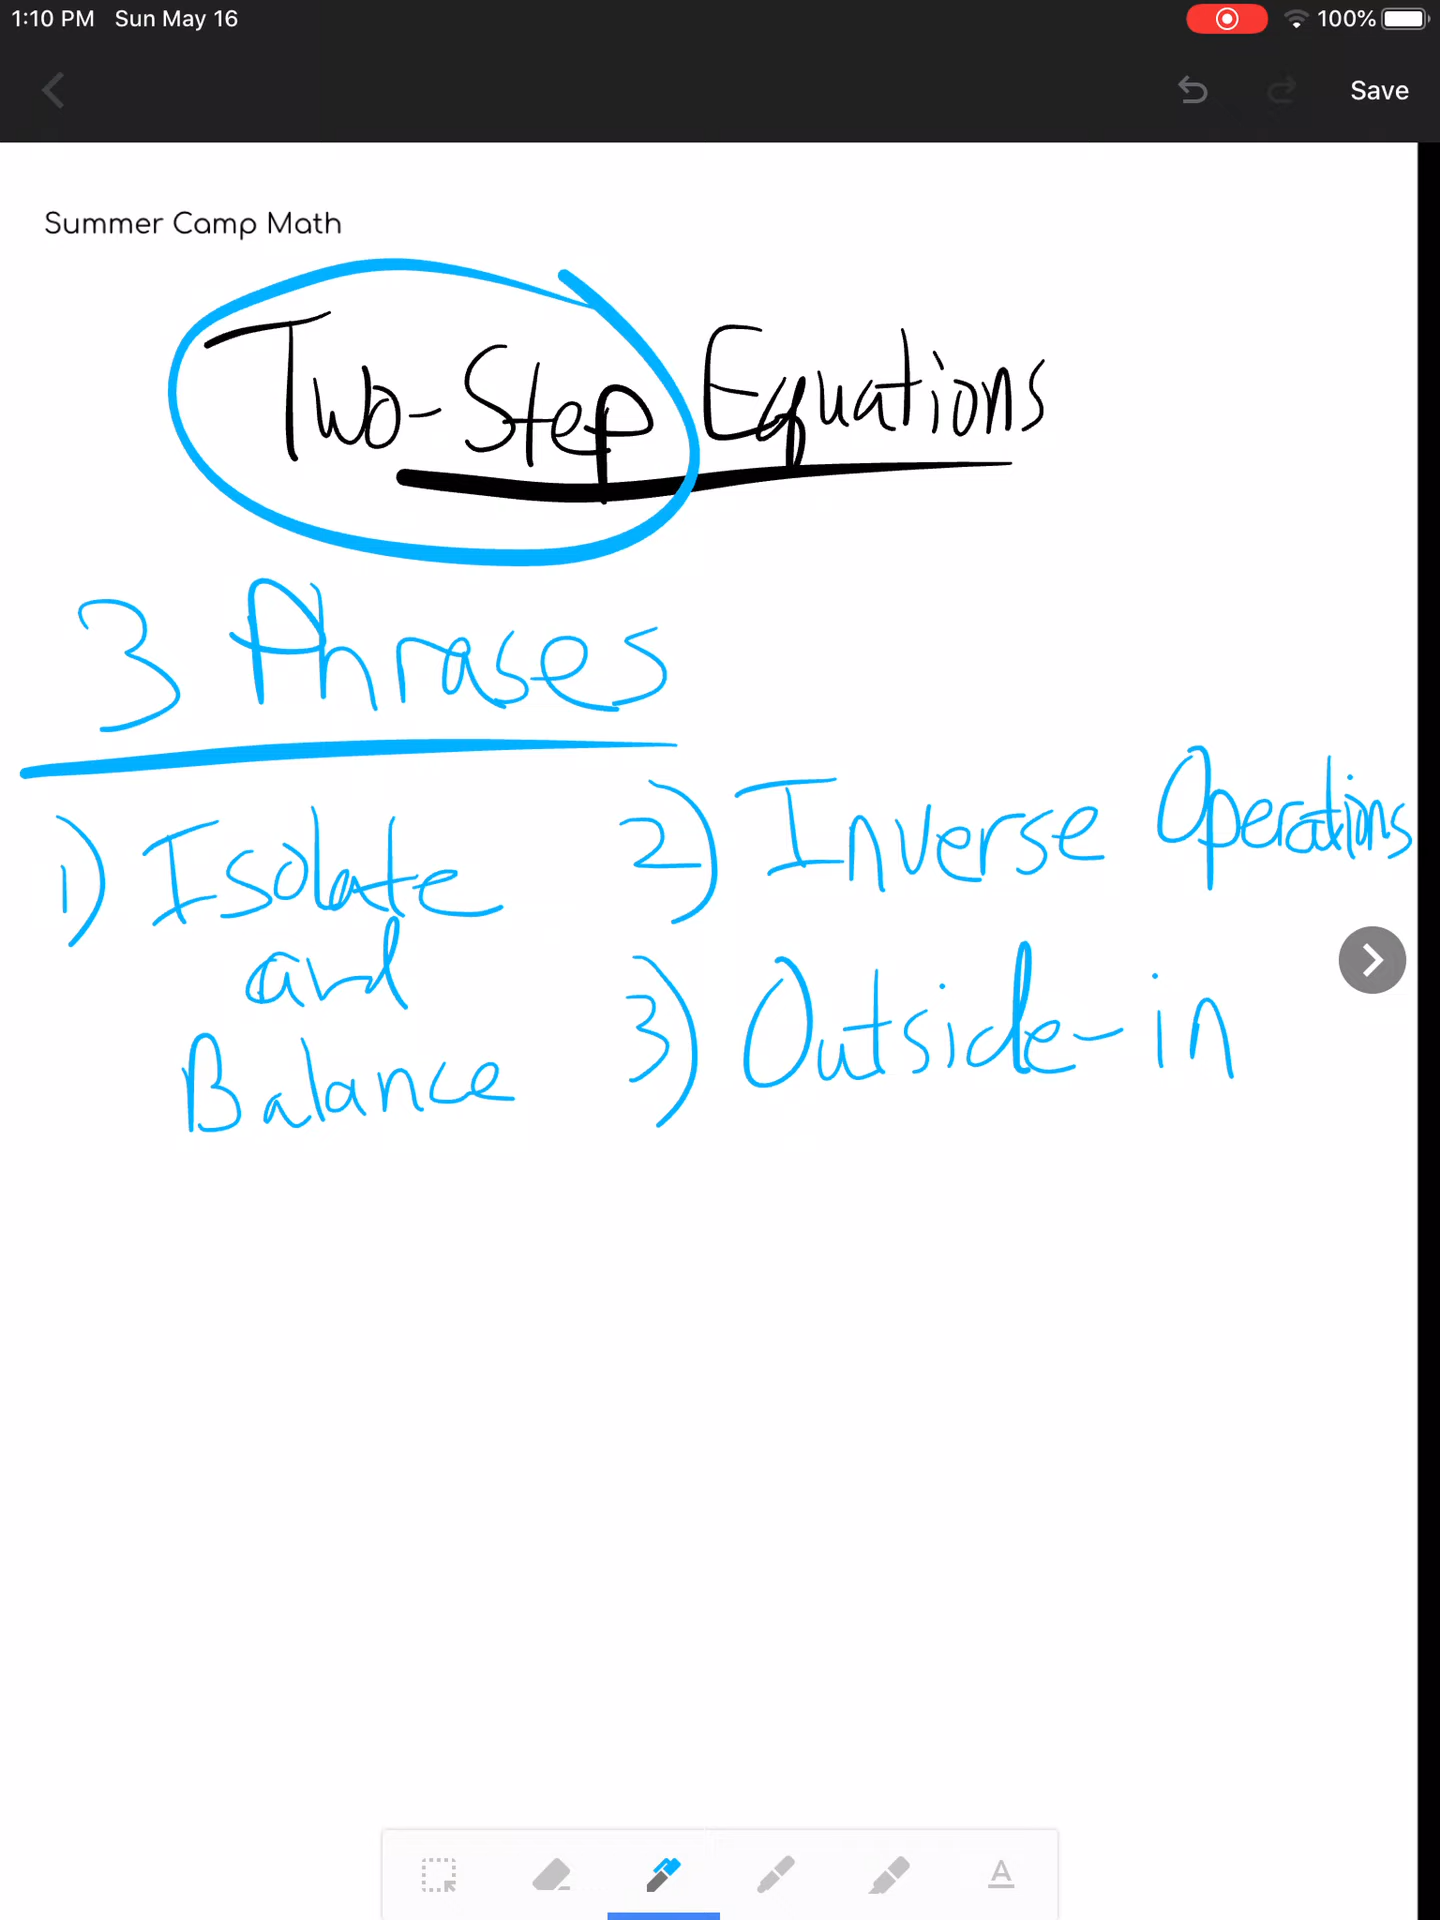 1:10 PM Sun May 16 100%
Save
Summer Camp Math
Two-Step Equations
3 Phrases
1) Isolate
and
Balance
2) Inverse Operations
3) Outside-in
A